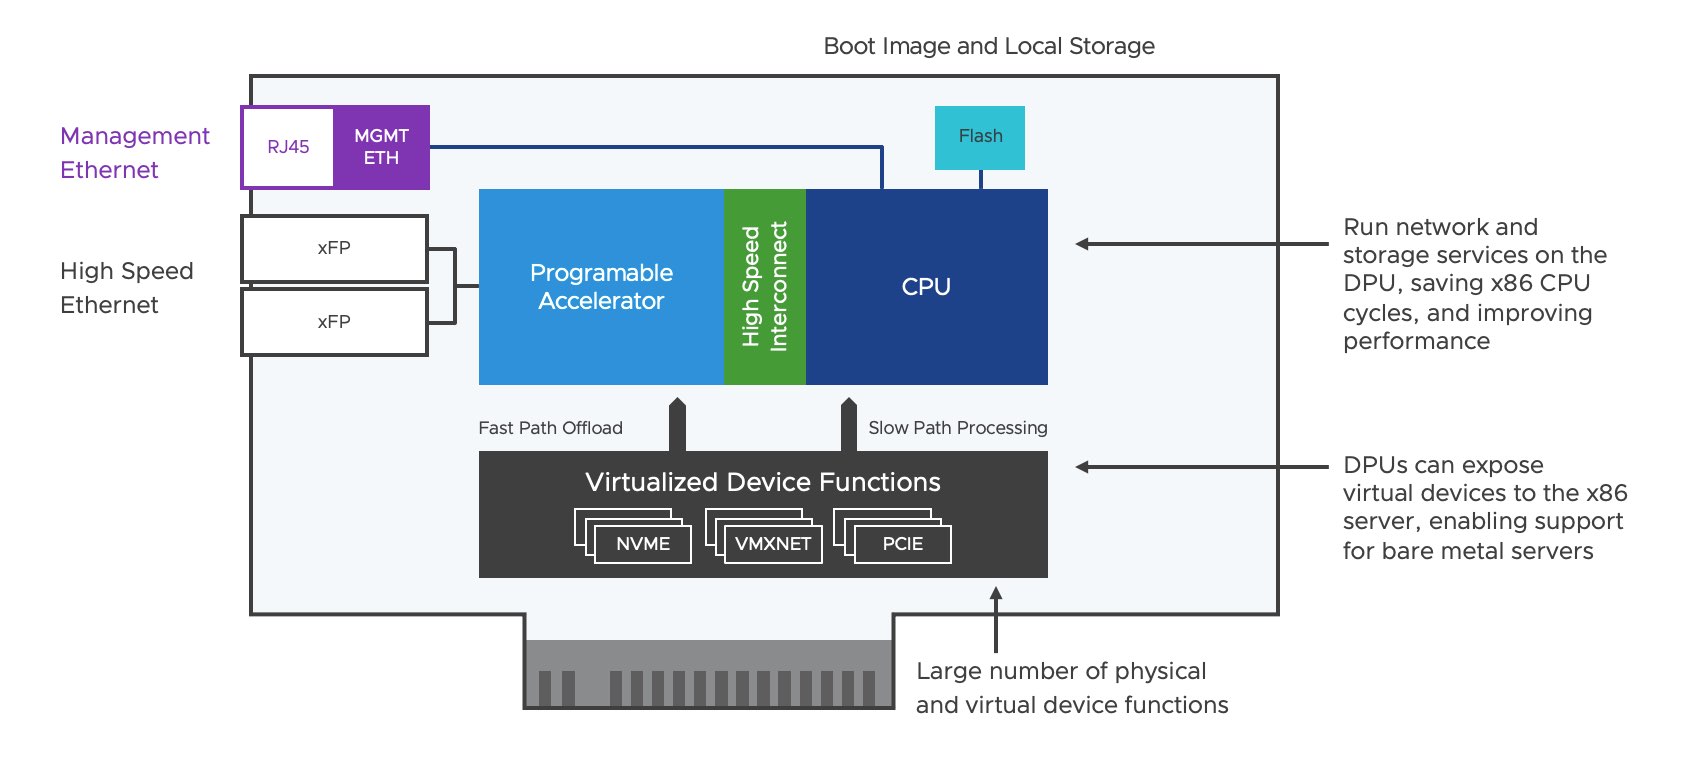 Boot Image and Local Storage
Management
Ethernet
RJ45
MGMT
ETH
Flash
High Speed
Ethernet
xFP
xFP
Programable
Accelerator
High Speed
Interconnect
CPU
Run network and
storage services on the
DPU, saving x86 CPU
cycles, and improving
performance
Fast Path Offload
Slow Path Processing
Virtualized Device Functions
NVME
VMXNET
PCIE
DPUs can expose
virtual devices to the x86
server, enabling support
for bare metal servers
Large number of physical
and virtual device functions